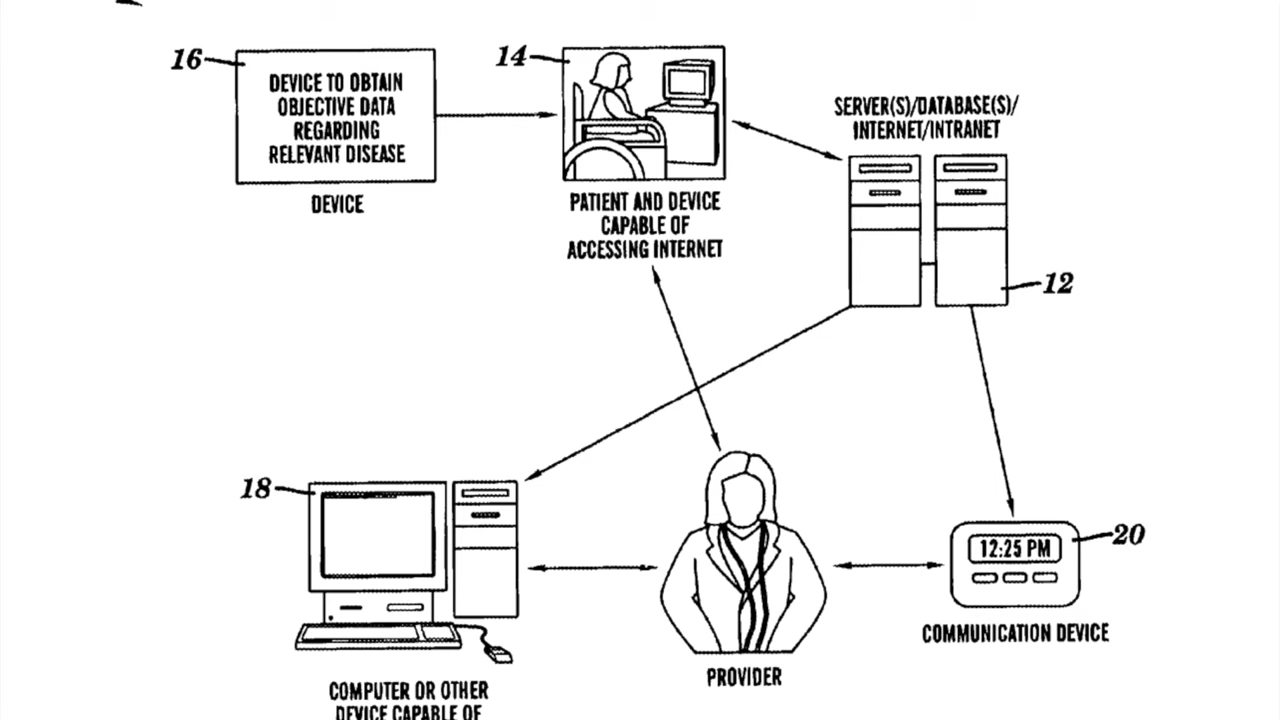 16
DEVICE TO OBTAIN
OBJECTIVE DATA
REGARDING
RELEVANT DISEASE
DEVICE
14
PATIENT AND DEVICE
CAPABLE OF
ACCESSING INTERNET
SERVER(S)/DATABASE(S)/
INTERNET/INTRANET
12
18
COMPUTER OR OTHER
DEVICE CAPABLE OF
PROVIDER
12:25 PM
20
COMMUNICATION DEVICE